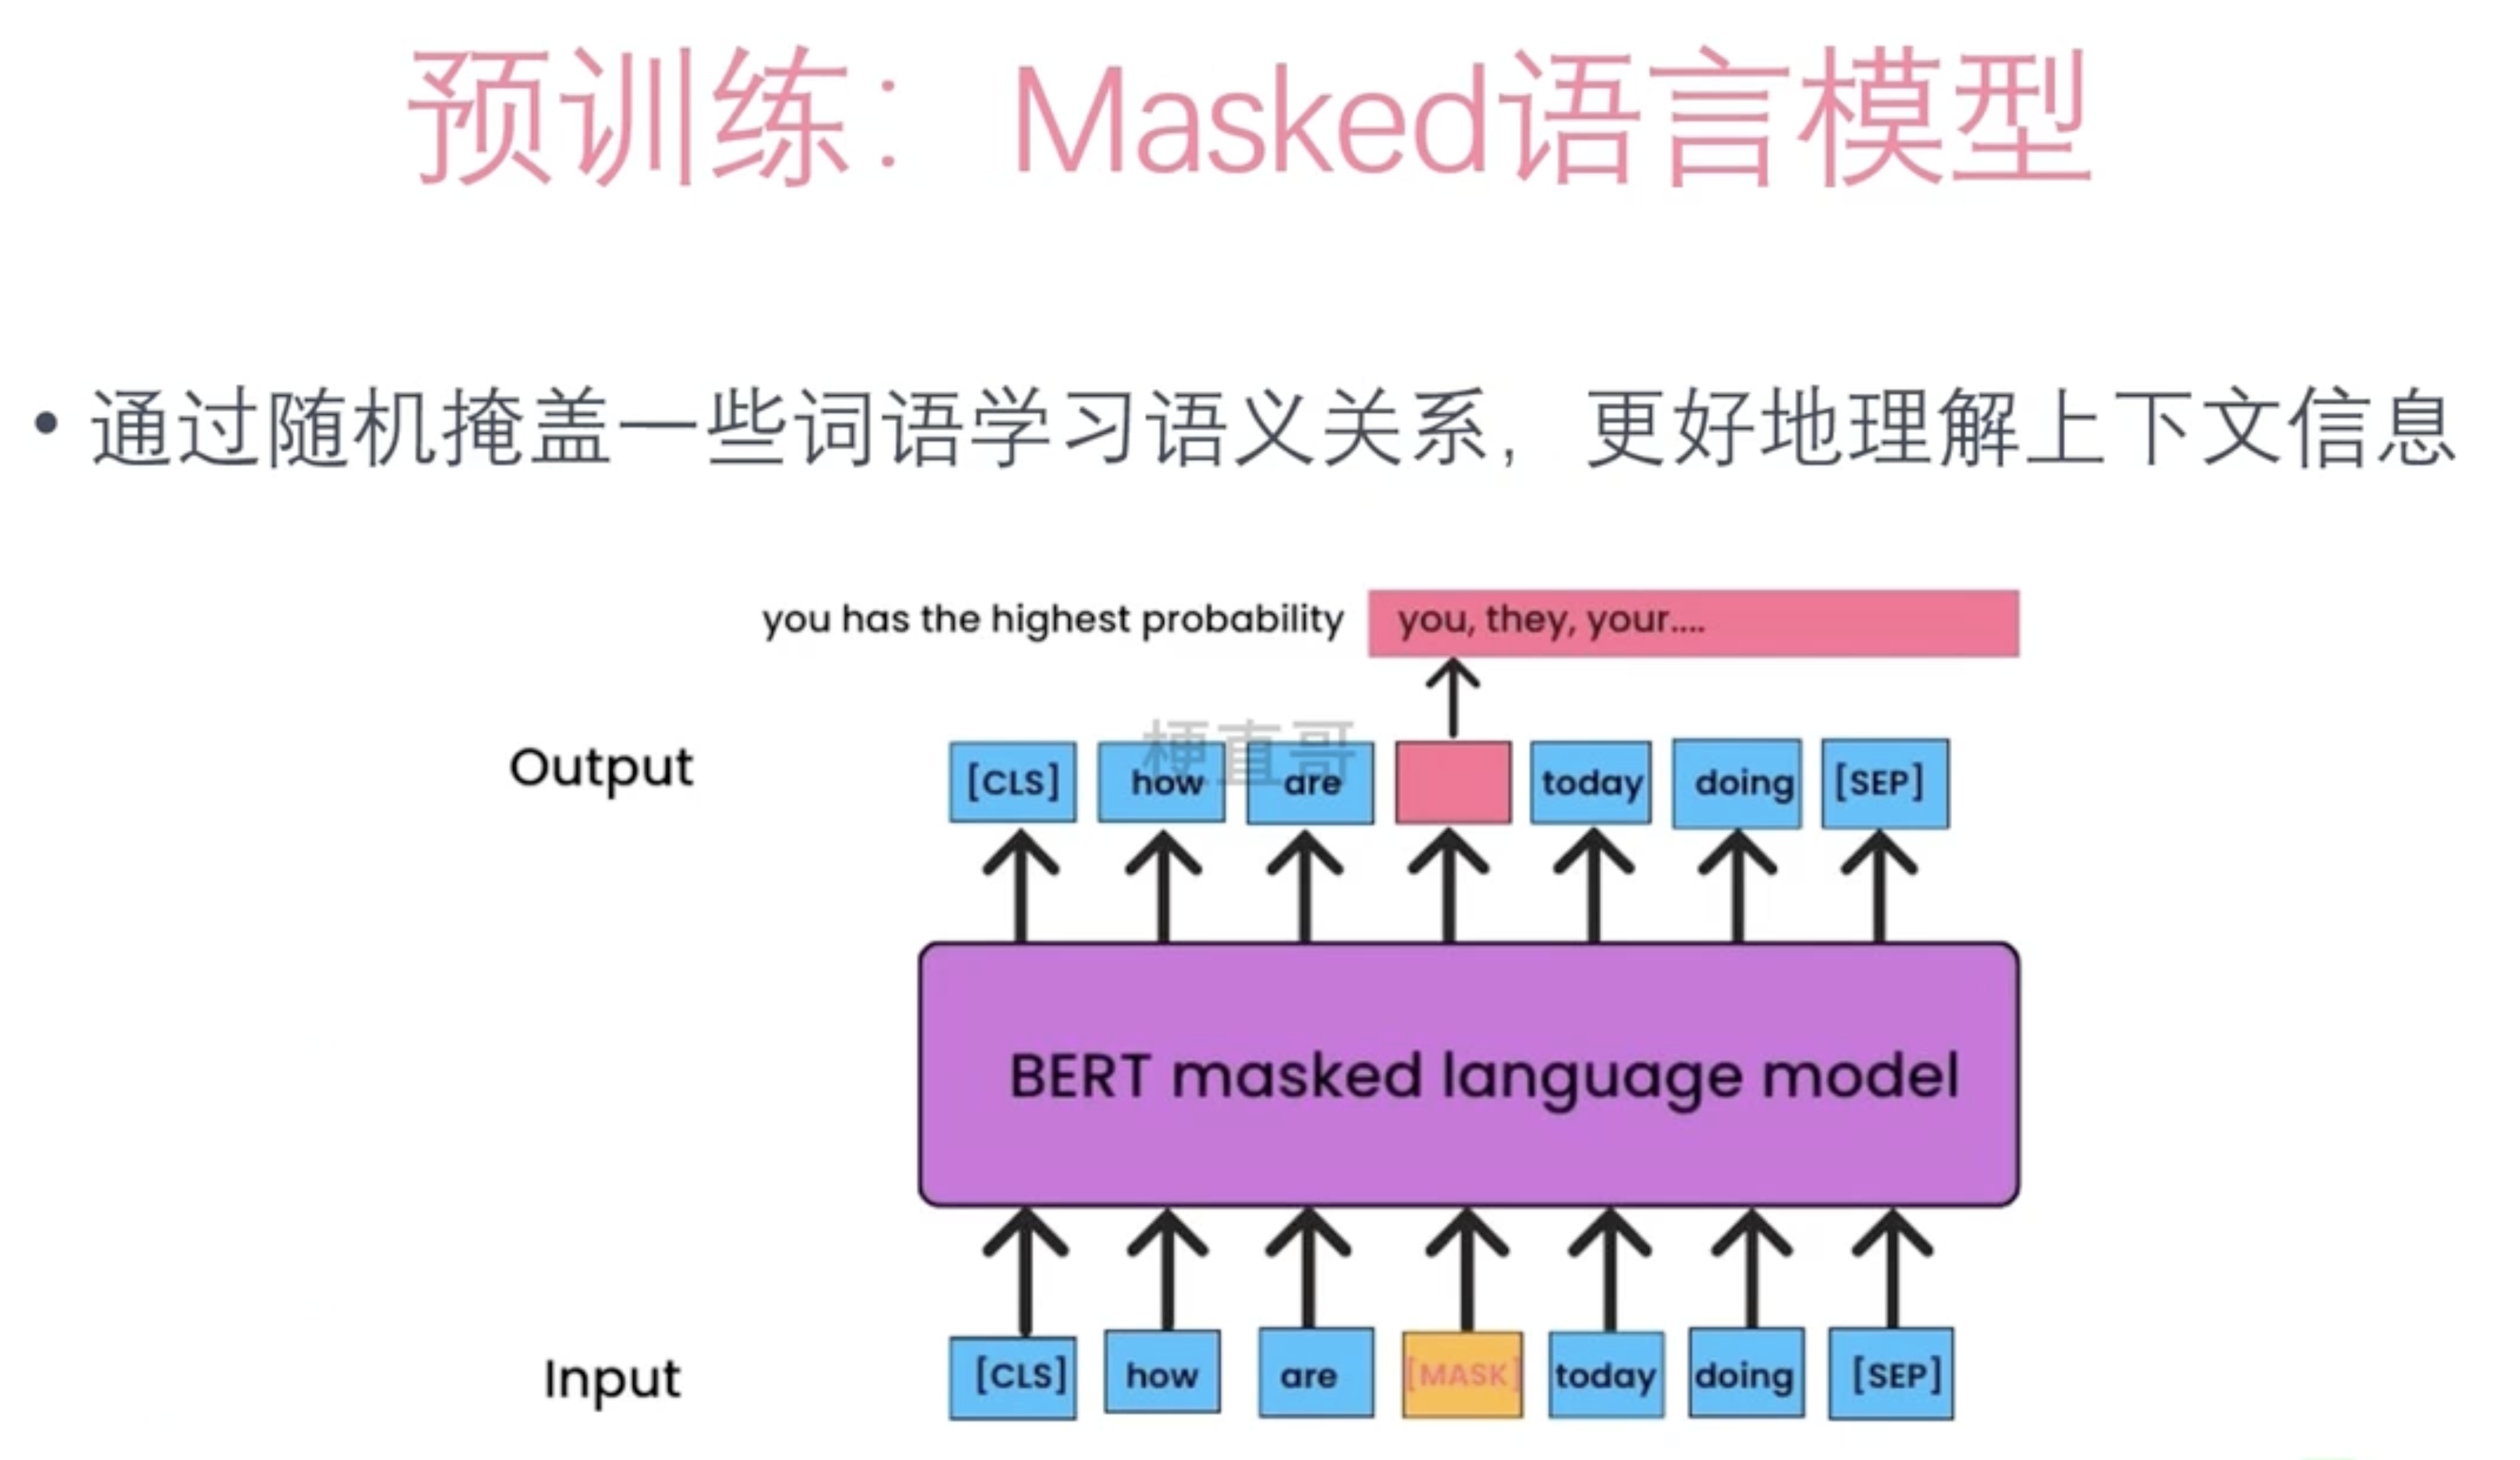 预训练： Masked语言模型
• 通过随机掩盖一些词语学习语义关系，更好地理解上下文信息
you has the highest probability you, they, your....
梗直哥
Output [CLS] how are today doing [SEP]
BERT masked language model
Input [CLS] how are [MASK] today doing [SEP]